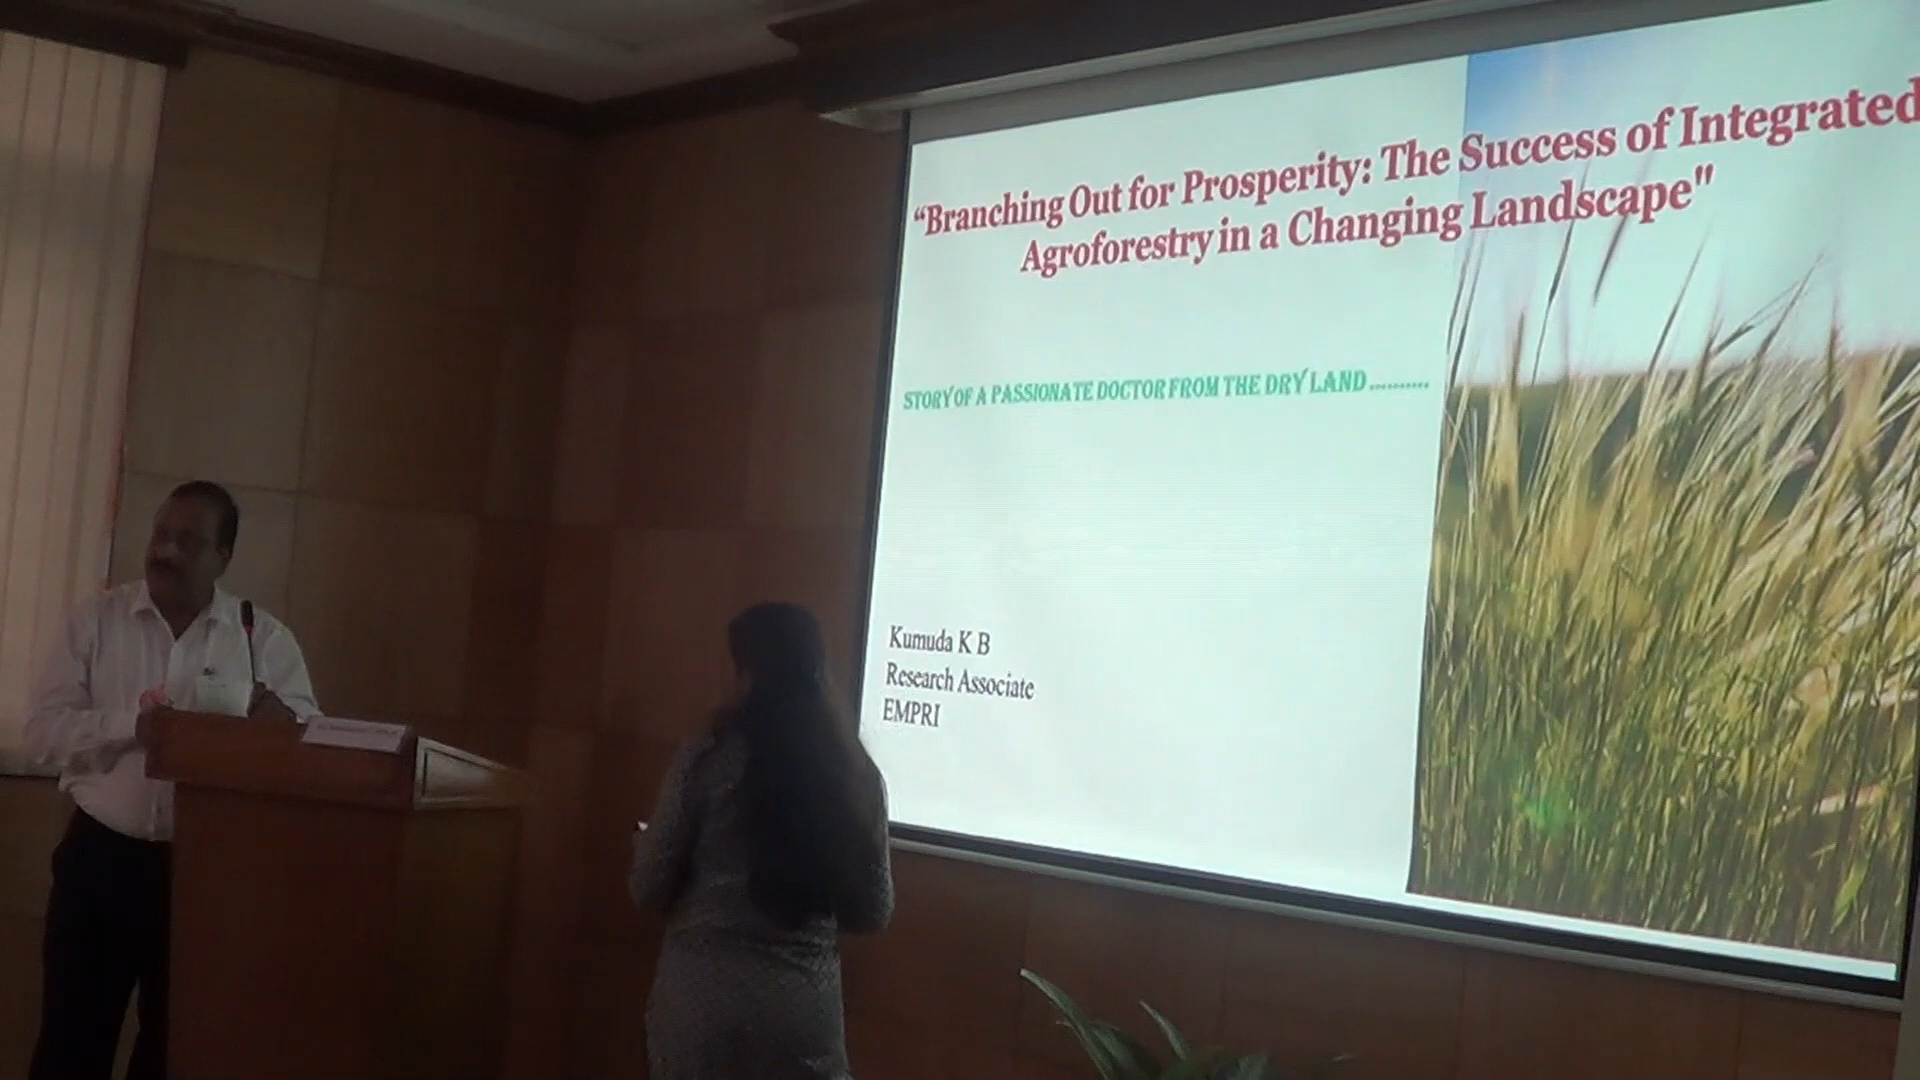 “Branching Out for Prosperity: The Success of Integrated
Agroforestry in a Changing Landscape"
STORY OF A PASSIONATE DOCTOR FROM THE DRY LAND ..........
Kumuda K B
Research Associate
EMPRI